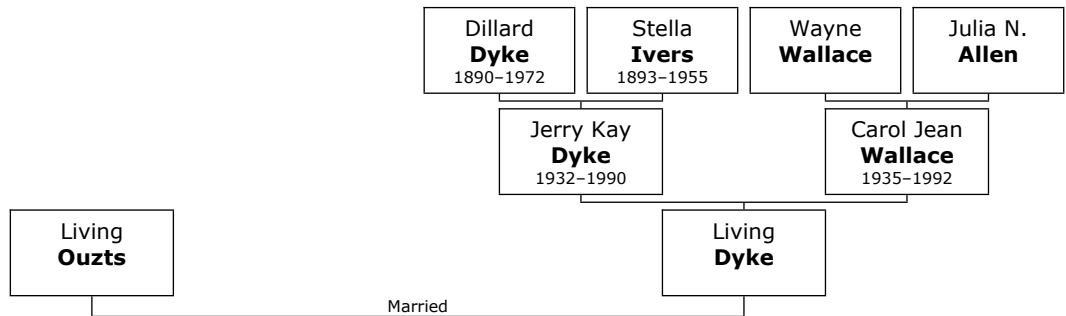 Dillard
Dyke
1890–1972
Stella
Ivers
1893–1955
Wayne
Wallace
Julia N.
Allen
Jerry Kay
Dyke
1932–1990
Carol Jean
Wallace
1935–1992
Living
Ouzts
Living
Dyke
Married